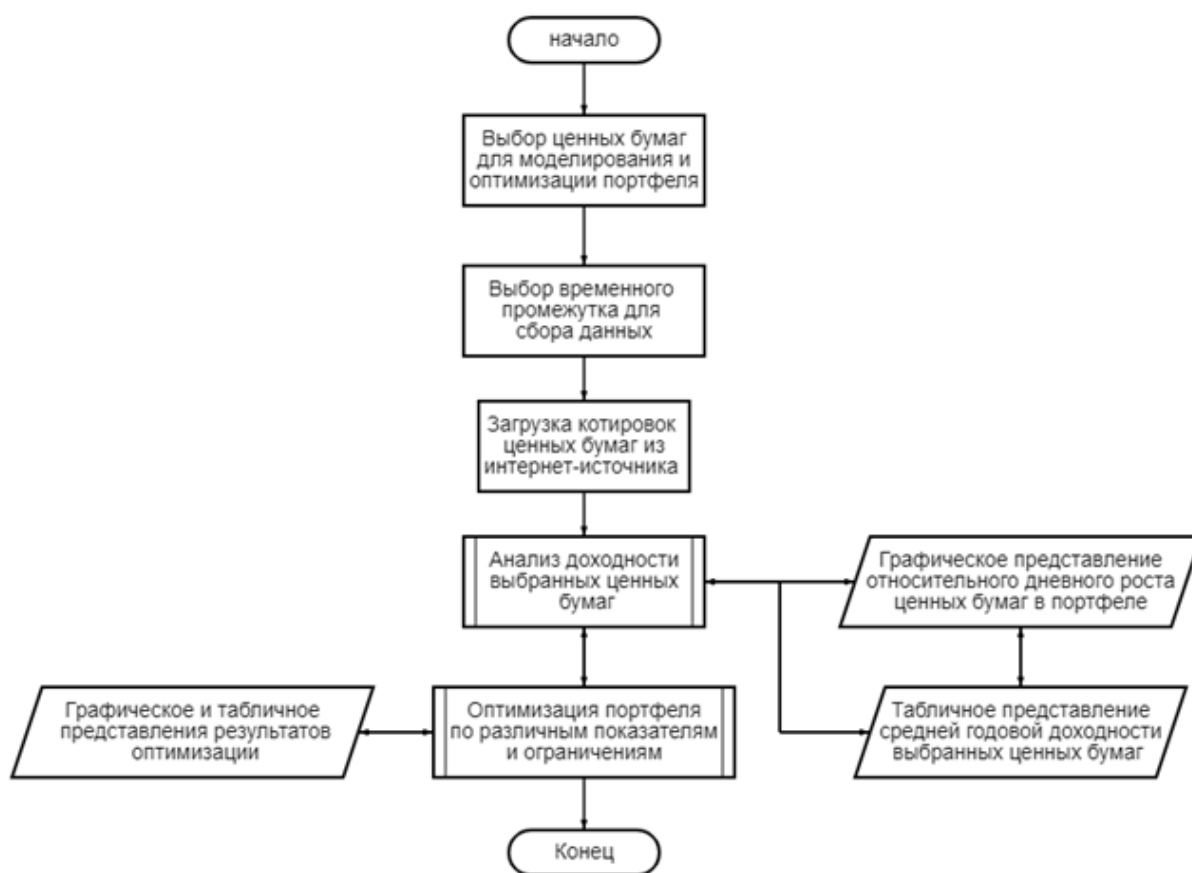 начало
Выбор ценных бумаг
для моделирования и
оптимизации портфеля
Выбор временного
промежутка для
сбора данных
Загрузка котировок
ценных бумаг из
интернет-источника
Анализ доходности
выбранных ценных
бумаг
Графическое представление
относительного дневного роста
ценных бумаг в портфеле
Графическое и табличное
представления результатов
оптимизации
Оптимизация портфеля
по различным показателям
и ограничениям
Табличное представление
средней годовой доходности
выбранных ценных бумаг
Конец